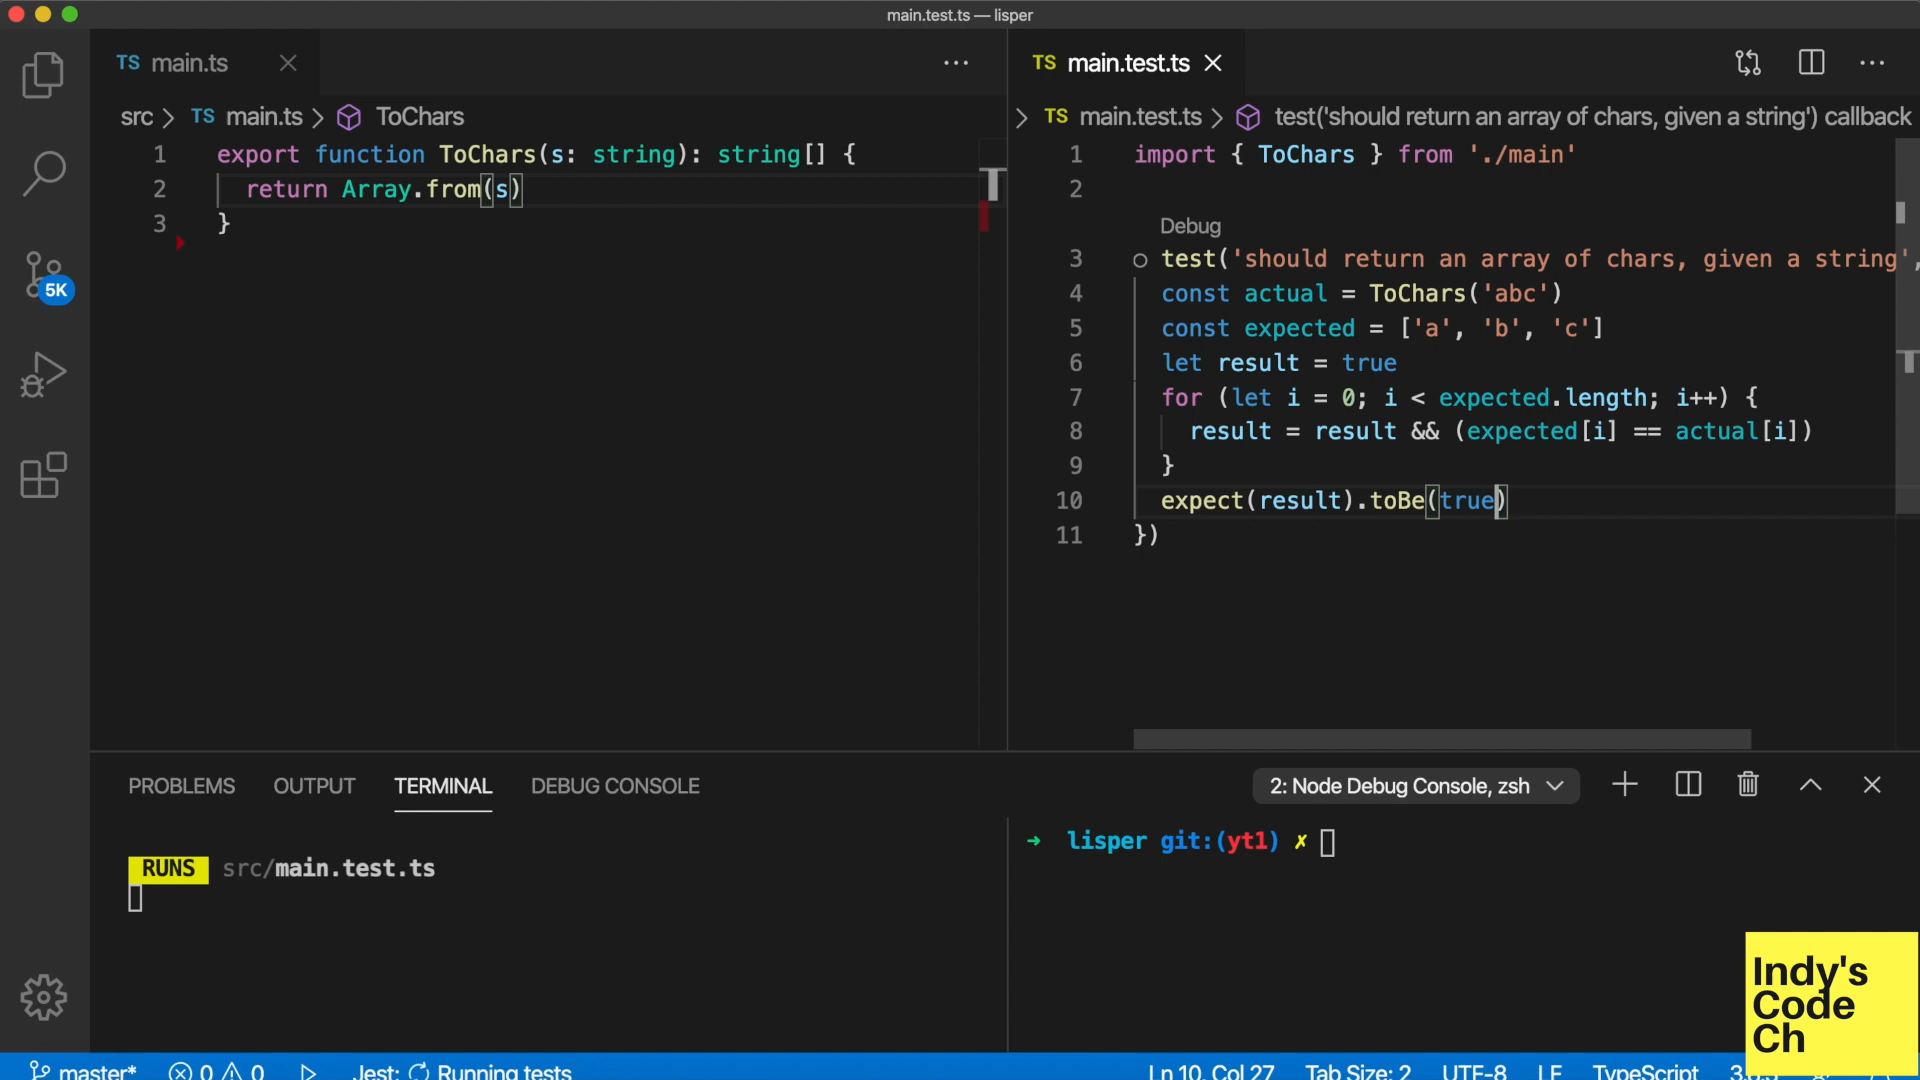 main.test.ts — lisper
TS main.ts
TS main.test.ts
src > TS main.ts > ToChars
> TS main.test.ts > test('should return an array of chars, given a string') callback
1 export function ToChars(s: string): string[] {
2 return Array.from(s)
3 }
1 import { ToChars } from './main'
2
Debug
3 test('should return an array of chars, given a string',
4 const actual = ToChars('abc')
5 const expected = ['a', 'b', 'c']
6 let result = true
7 for (let i = 0; i < expected.length; i++) {
8 result = result && (expected[i] == actual[i])
9 }
10 expect(result).toBe(true)
11 })
5K
PROBLEMS OUTPUT TERMINAL DEBUG CONSOLE
2: Node Debug Console, zsh
RUNS src/main.test.ts
→ lisper git:(yt1) ✗
Indy's
Code
Ch
master* 0 0 Jest: Running tests
Ln 10, Col 27 Tab Size: 2 UTF-8 LF TypeScript